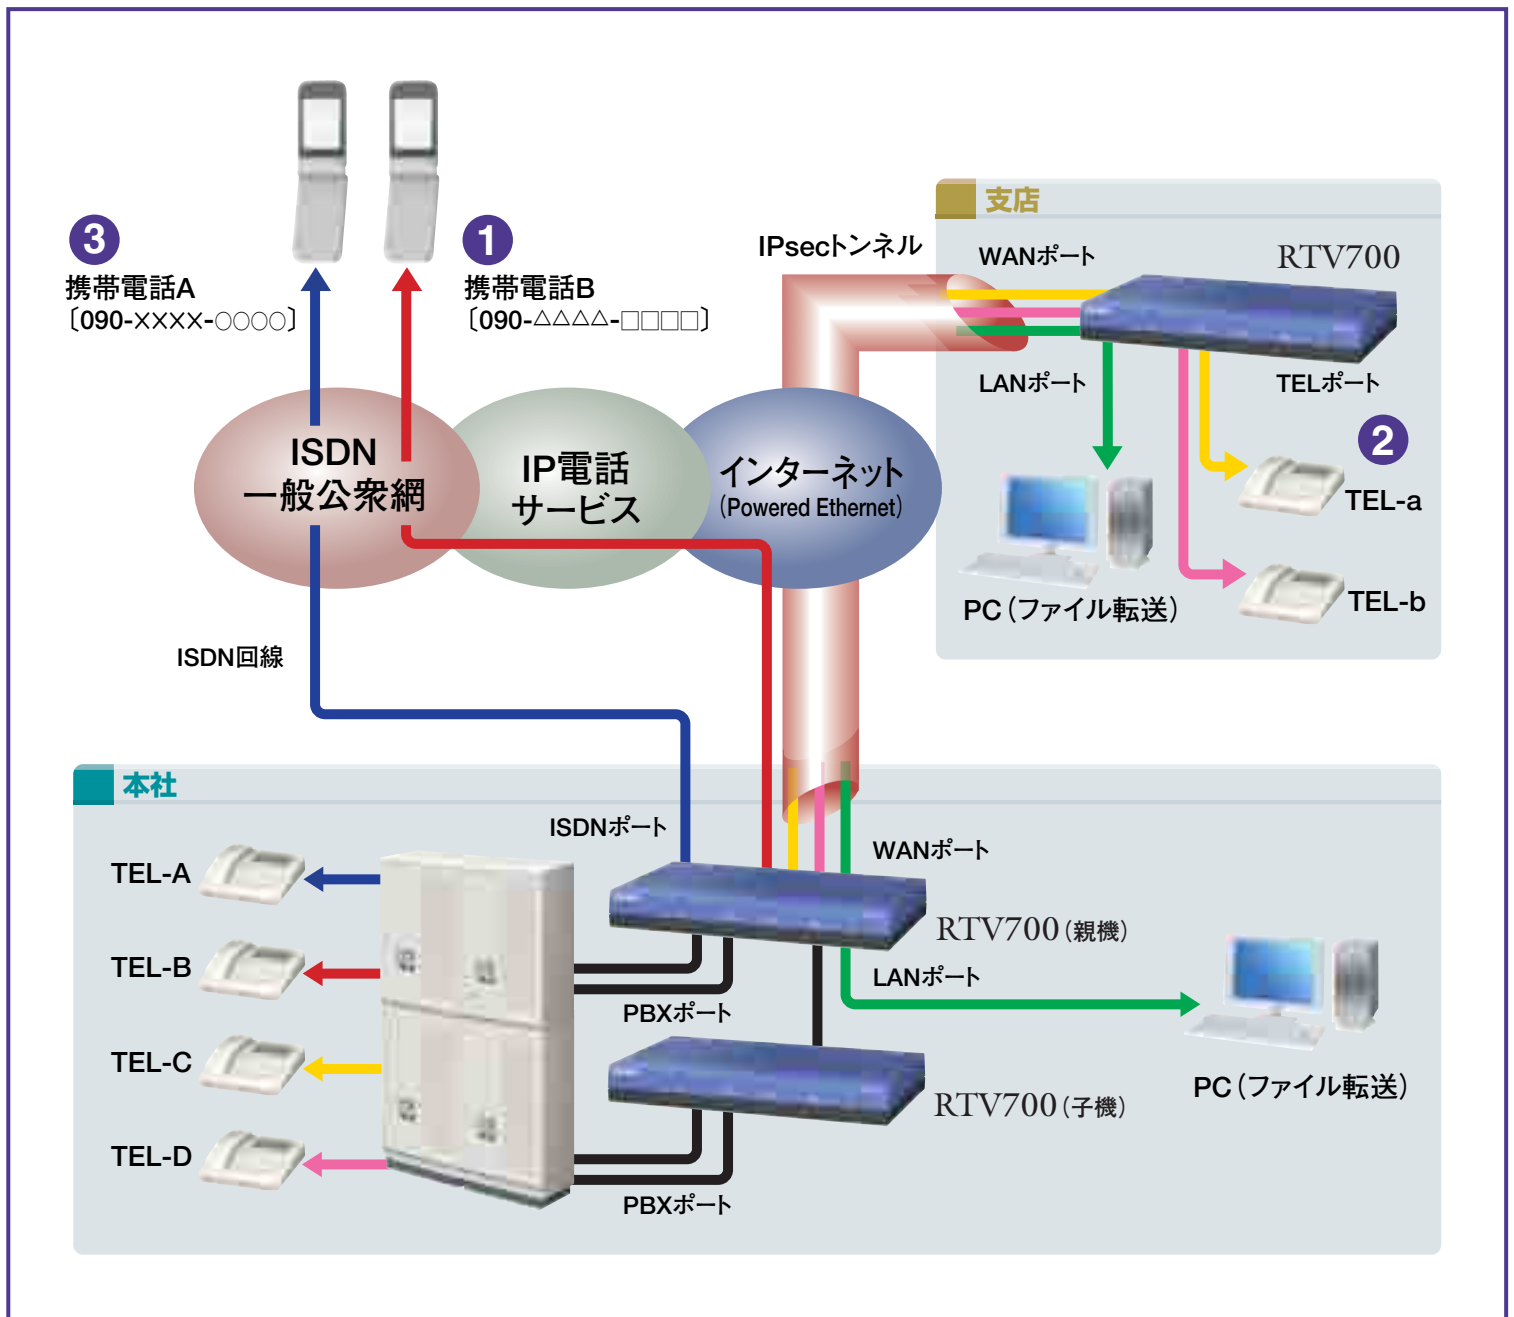 3
携帯電話A
〔090-××××-○○○○〕
1
携帯電話B
〔090-△△△△-□□□□〕
IPsecトンネル
支店
WANポート
RTV700
LANポート
TELポート
2
TEL-a
TEL-b
PC(ファイル転送)
ISDN
一般公衆網
IP電話
サービス
インターネット
(Powered Ethernet)
ISDN回線
本社
ISDNポート
WANポート
TEL-A
TEL-B
TEL-C
TEL-D
RTV700(親機)
LANポート
PBXポート
RTV700(子機)
PBXポート
PC(ファイル転送)